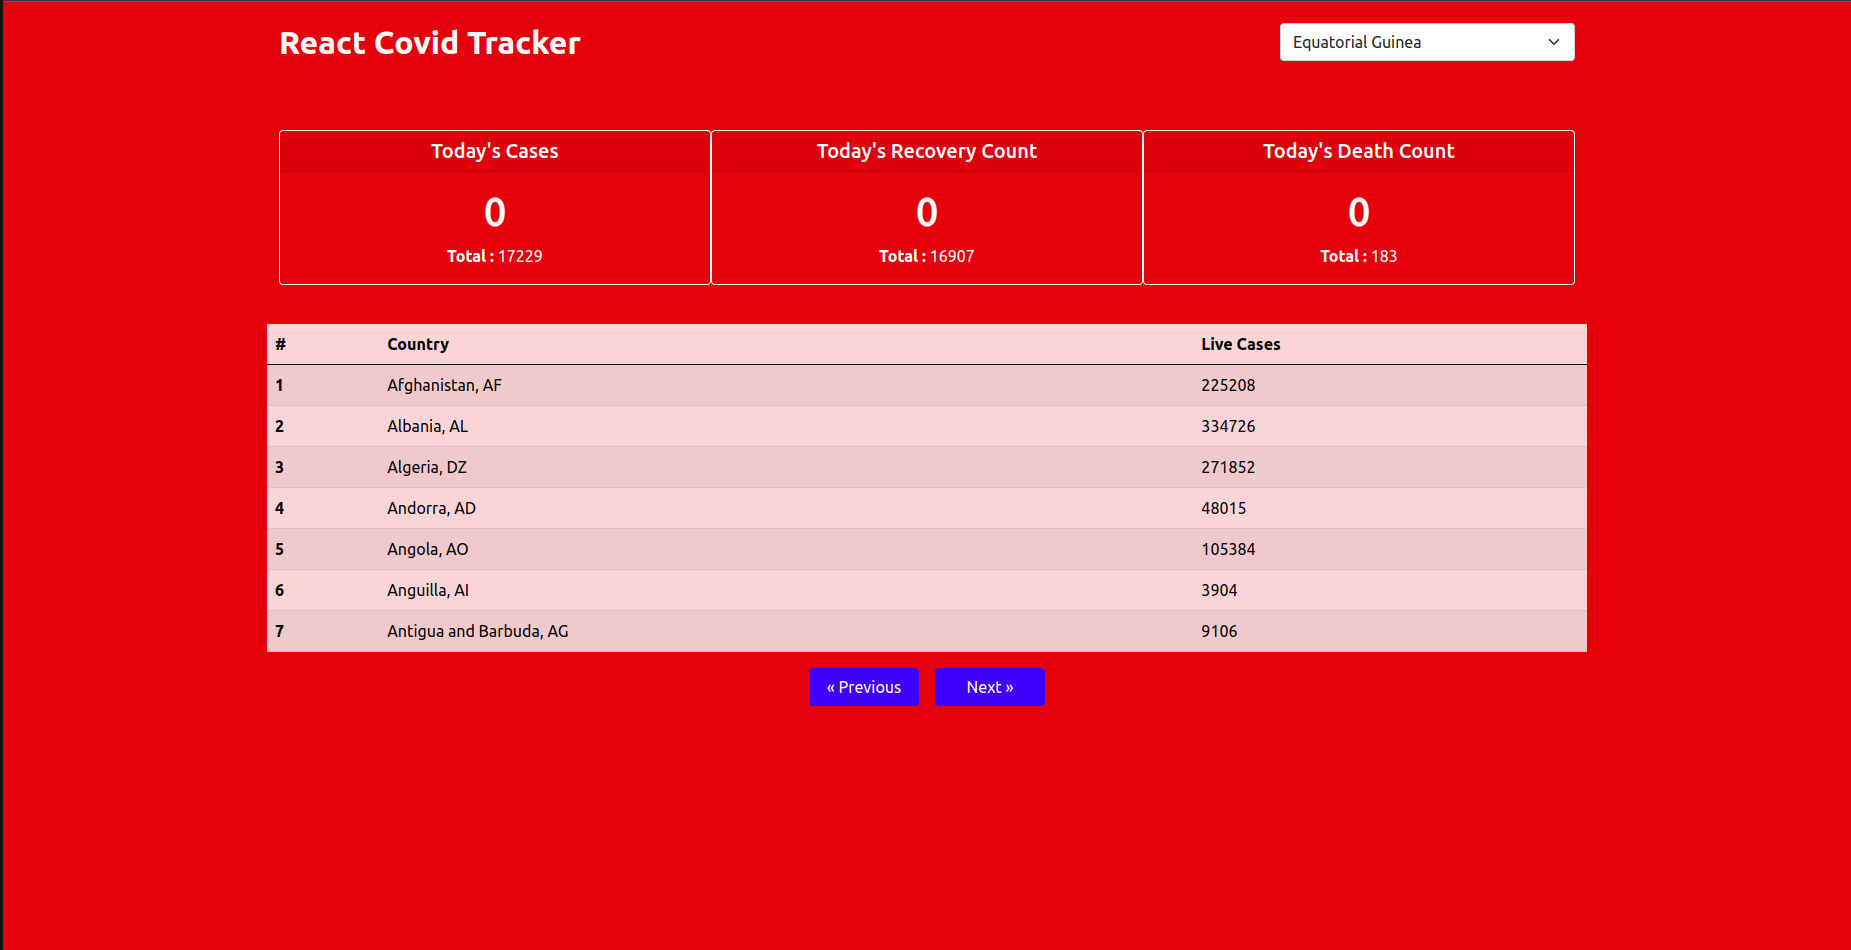 React Covid Tracker
Equatorial Guinea
Today's Cases Today's Recovery Count Today's Death Count
0 0 0
Total : 17229 Total : 16907 Total : 183
# Country Live Cases
1 Afghanistan, AF 225208
2 Albania, AL 334726
3 Algeria, DZ 271852
4 Andorra, AD 48015
5 Angola, AO 105384
6 Anguilla, AI 3904
7 Antigua and Barbuda, AG 9106
« Previous Next »